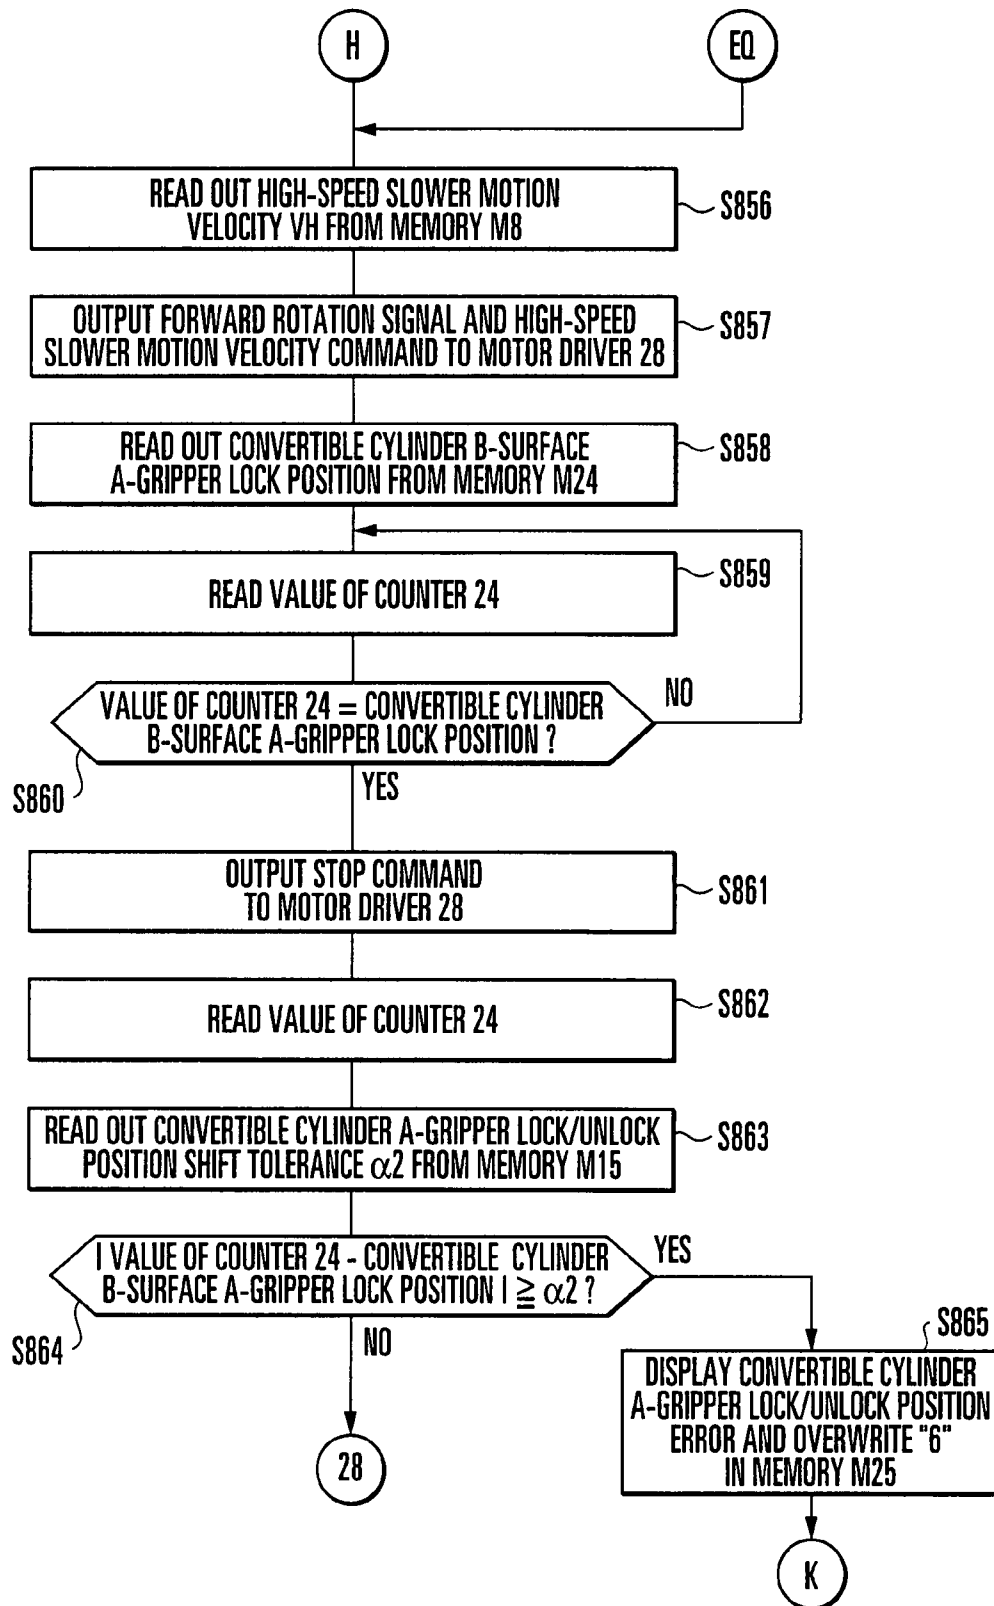 H
EQ
READ OUT HIGH-SPEED SLOWER MOTION
VELOCITY VH FROM MEMORY M8
S856
OUTPUT FORWARD ROTATION SIGNAL AND HIGH-SPEED
SLOWER MOTION VELOCITY COMMAND TO MOTOR DRIVER 28
S857
READ OUT CONVERTIBLE CYLINDER B-SURFACE
A-GRIPPER LOCK POSITION FROM MEMORY M24
S858
READ VALUE OF COUNTER 24
S859
VALUE OF COUNTER 24 = CONVERTIBLE CYLINDER
B-SURFACE A-GRIPPER LOCK POSITION ?
NO
S860
YES
OUTPUT STOP COMMAND
TO MOTOR DRIVER 28
S861
READ VALUE OF COUNTER 24
S862
READ OUT CONVERTIBLE CYLINDER A-GRIPPER LOCK/UNLOCK
POSITION SHIFT TOLERANCE α2 FROM MEMORY M15
S863
| VALUE OF COUNTER 24 - CONVERTIBLE CYLINDER
B-SURFACE A-GRIPPER LOCK POSITION | ≧ α2 ?
YES
S864
NO
S865
DISPLAY CONVERTIBLE CYLINDER
A-GRIPPER LOCK/UNLOCK POSITION
ERROR AND OVERWRITE "6"
IN MEMORY M25
28
K